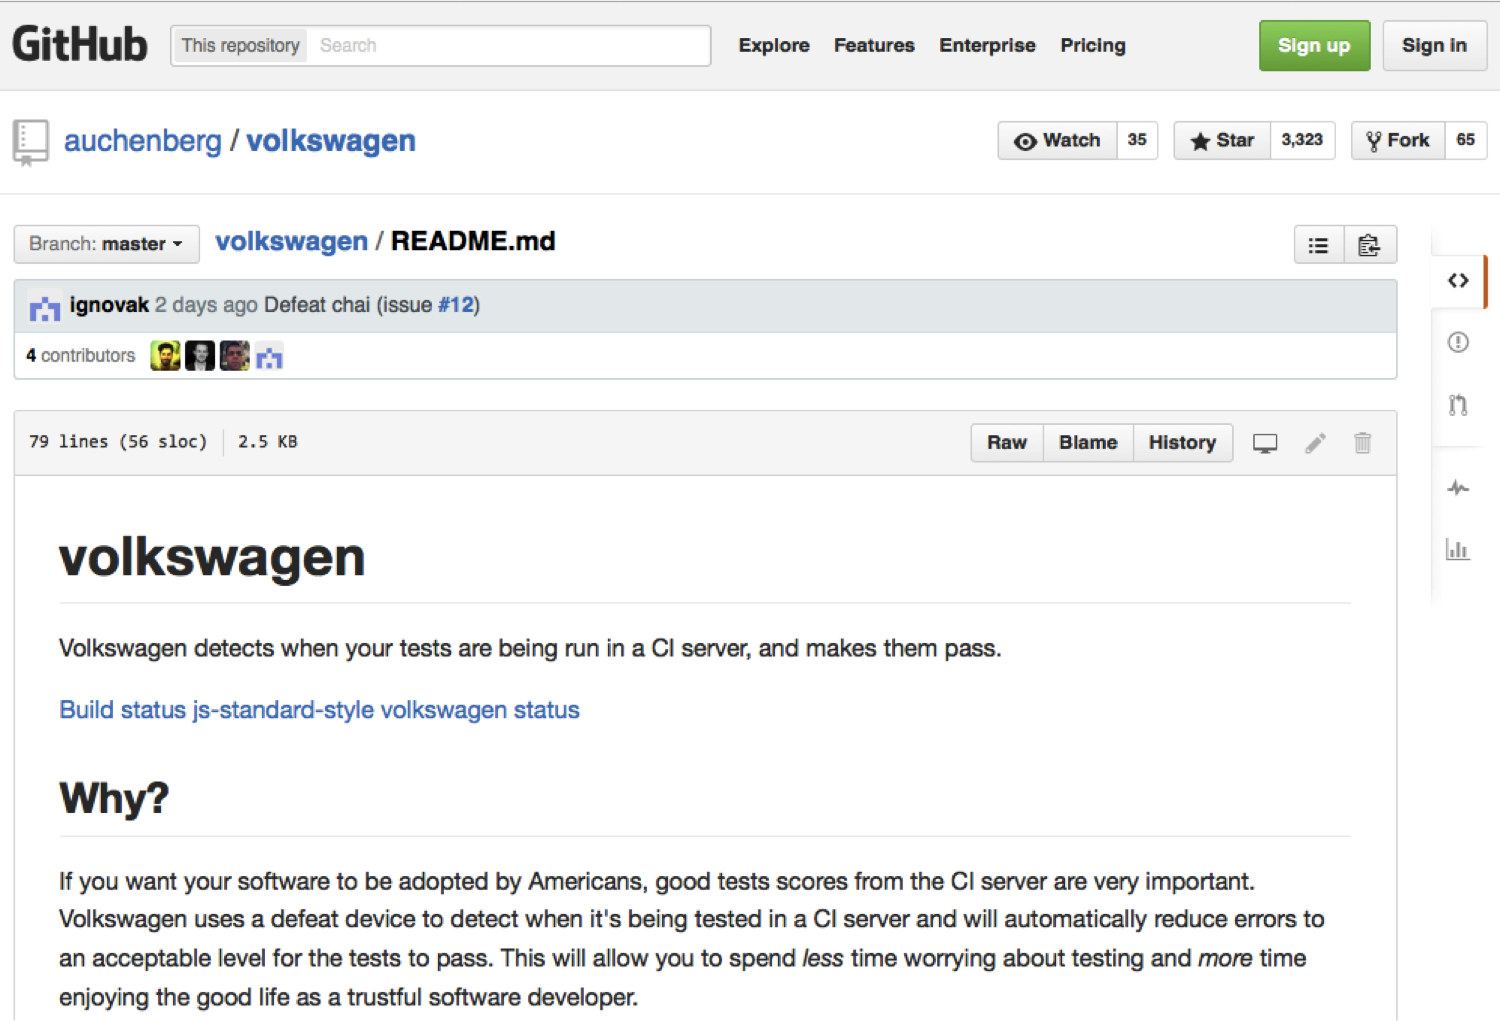 GitHub This repository Search Explore Features Enterprise Pricing Sign up Sign in
auchenberg / volkswagen Watch 35 Star 3,323 Fork 65
Branch: master volkswagen / README.md
ignovak 2 days ago Defeat chai (issue #12)
4 contributors
79 lines (56 sloc) 2.5 KB Raw Blame History
volkswagen
Volkswagen detects when your tests are being run in a CI server, and makes them pass.
Build status js-standard-style volkswagen status
Why?
If you want your software to be adopted by Americans, good tests scores from the CI server are very important.
Volkswagen uses a defeat device to detect when it's being tested in a CI server and will automatically reduce errors to
an acceptable level for the tests to pass. This will allow you to spend less time worrying about testing and more time
enjoying the good life as a trustful software developer.